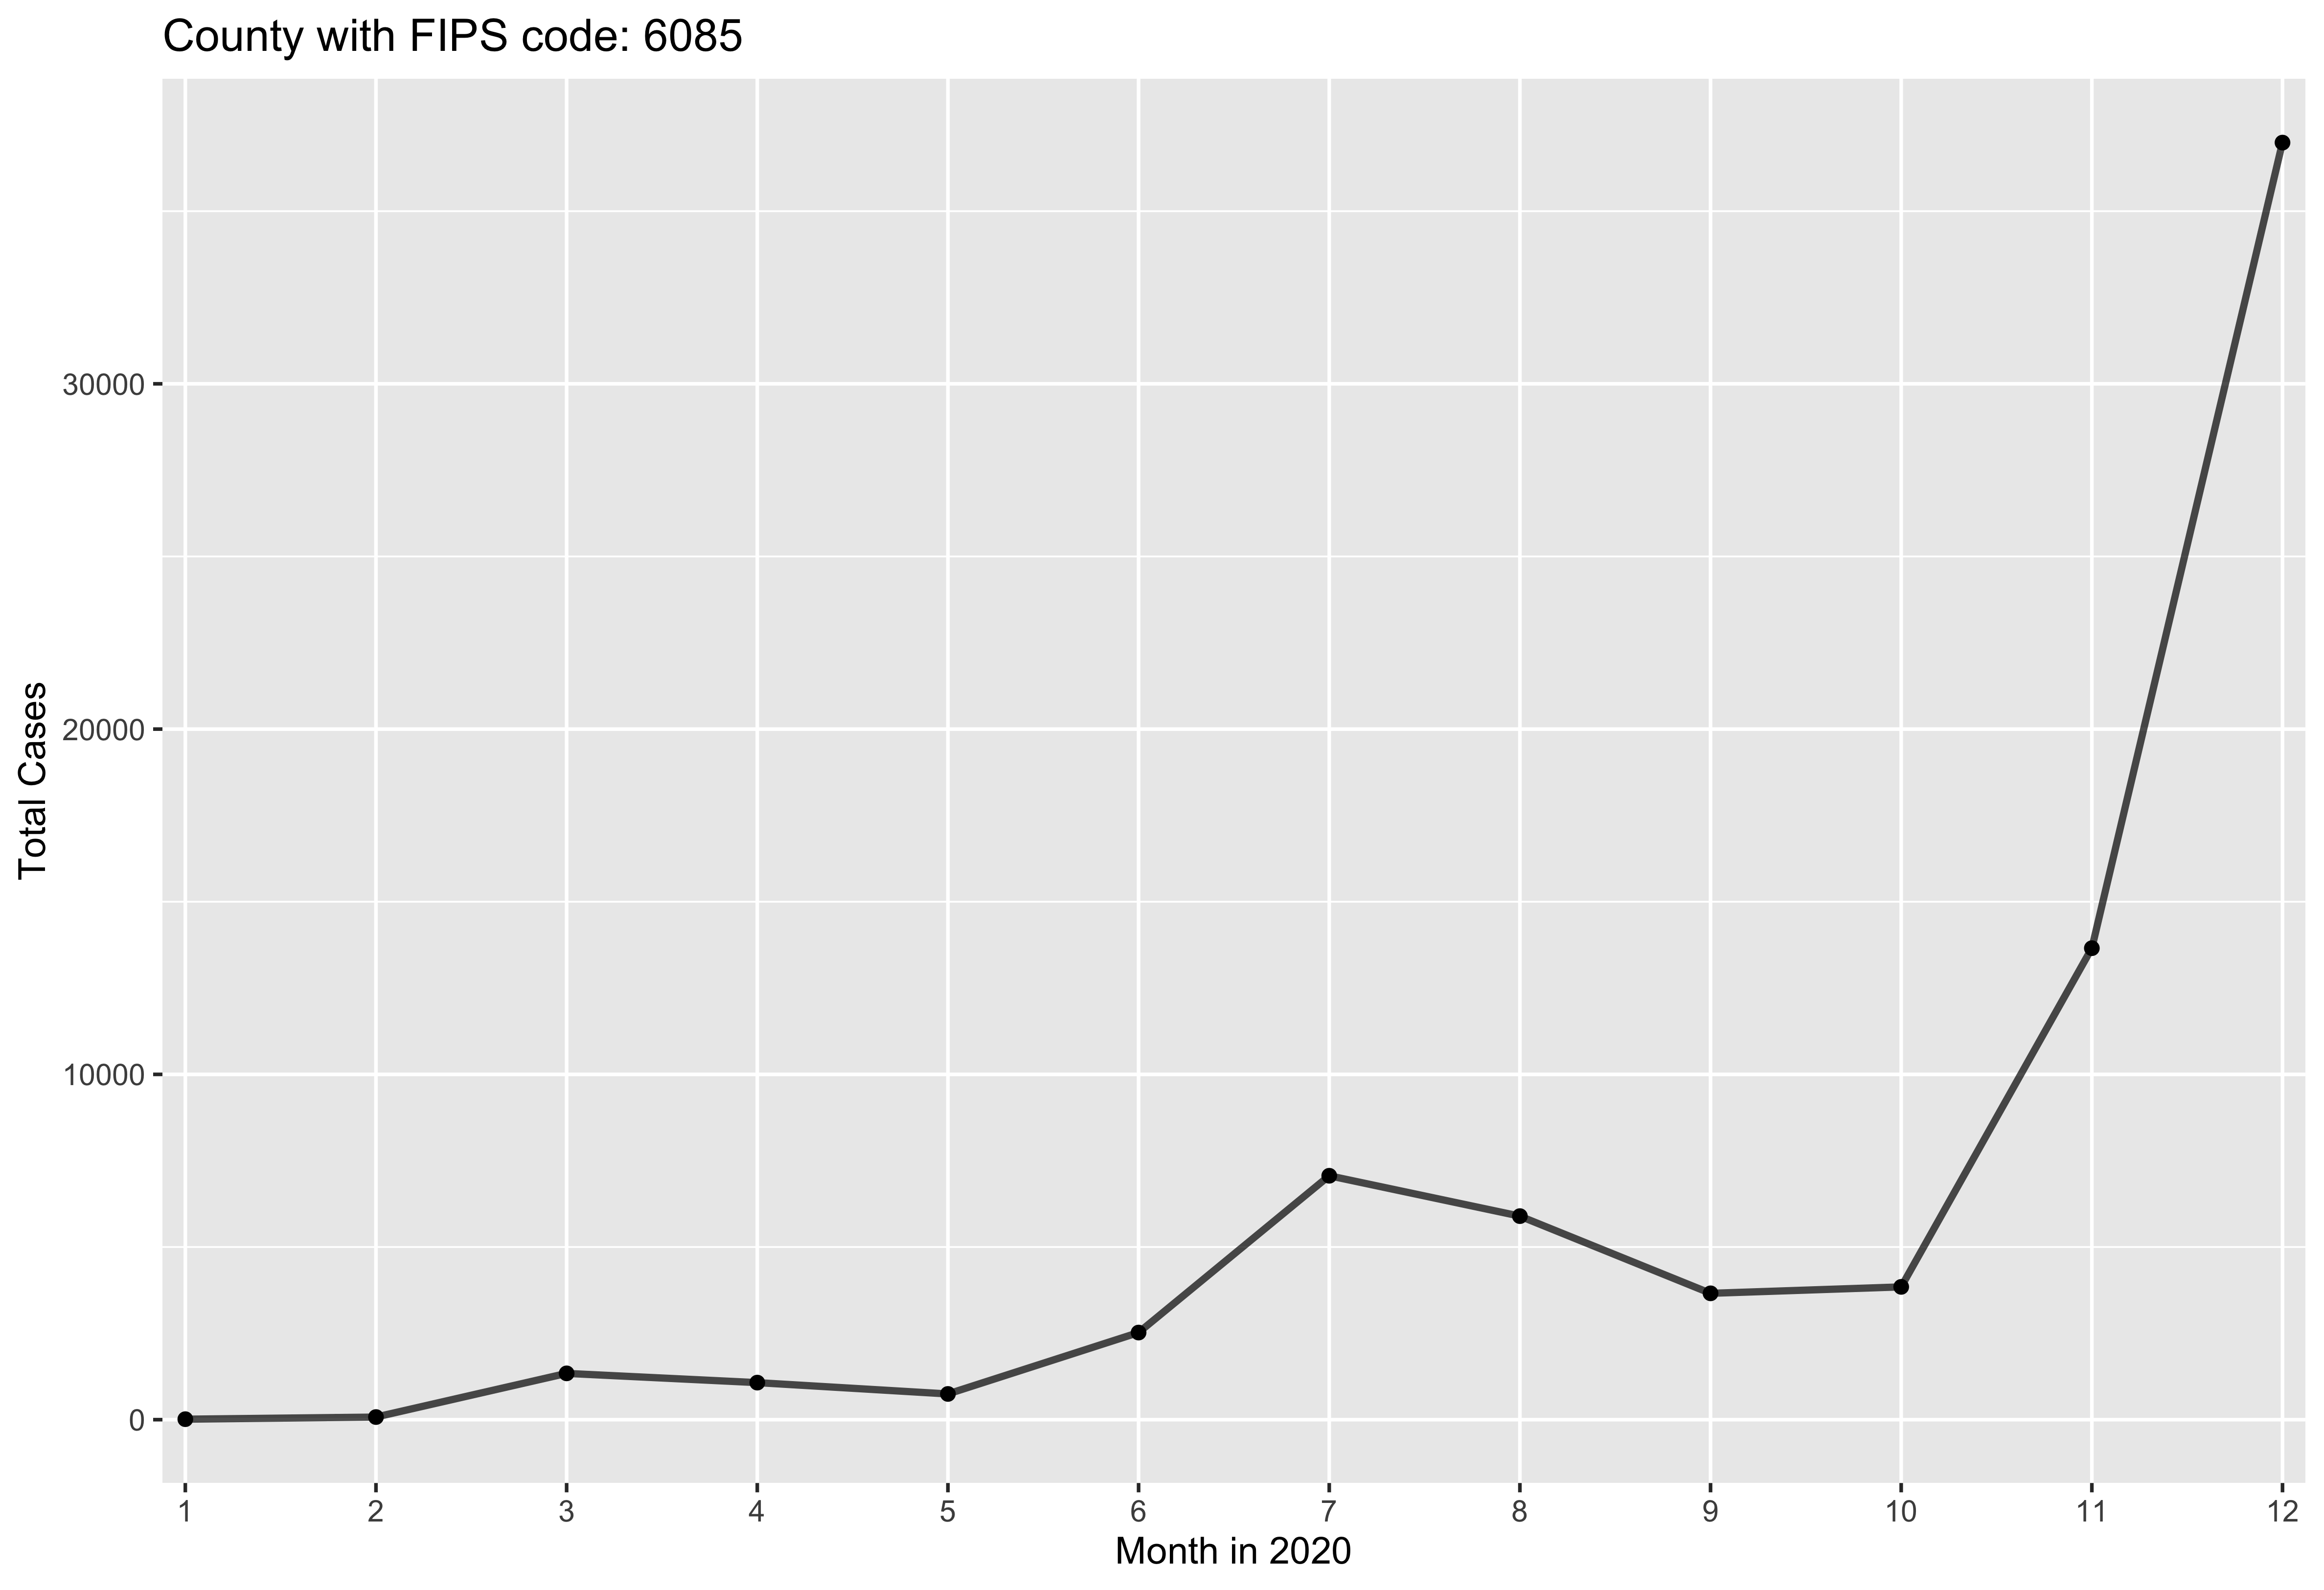 County with FIPS code: 6085
Total Cases
30000
20000
10000
0
1 2 3 4 5 6 7 8 9 10 11 12
Month in 2020